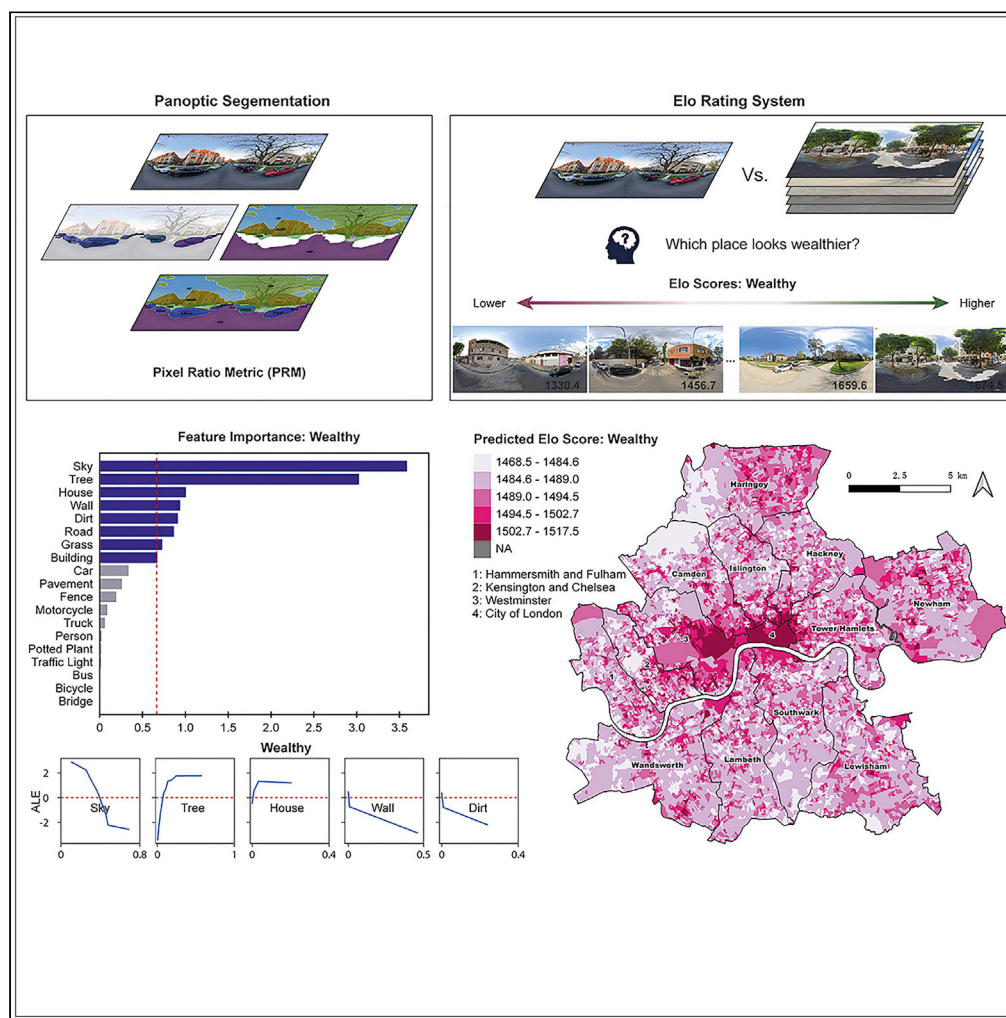 Panoptic Segementation
Pixel Ratio Metric (PRM)
Elo Rating System
Vs.
?
Which place looks wealthier?
Elo Scores: Wealthy
Lower
Higher
1330.4
1456.7
...
1659.6
Feature Importance: Wealthy
Sky
Tree
House
Wall
Dirt
Road
Grass
Building
Car
Pavement
Fence
Motorcycle
Truck
Person
Potted Plant
Traffic Light
Bus
Bicycle
Bridge
0.0 0.5 1.0 1.5 2.0 2.5 3.0 3.5
Wealthy
ALE
2
0
-2
Sky
0 0.8
Tree
0 1
House
0 0.4
Wall
0 0.5
Dirt
0 0.4
Predicted Elo Score: Wealthy
1468.5 - 1484.6
1484.6 - 1489.0
1489.0 - 1494.5
1494.5 - 1502.7
1502.7 - 1517.5
NA
1: Hammersmith and Fulham
2: Kensington and Chelsea
3: Westminster
4: City of London
0 2.5 5 km
Haringey
Hackney
Islington
Camden
Newham
Tower Hamlets
3
4
2
1
Southwark
Lambeth
Wandsworth
Lewisham